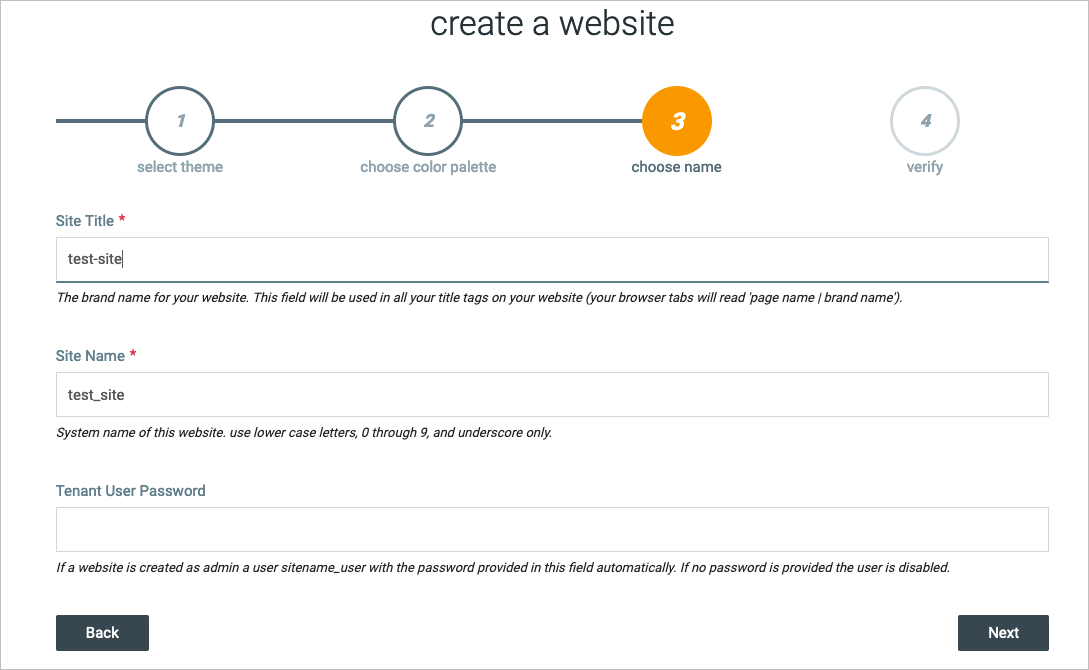 create a website
1 2 3 4
select theme choose color palette choose name verify
Site Title *
test-site
The brand name for your website. This field will be used in all your title tags on your website (your browser tabs will read 'page name | brand name').
Site Name *
test_site
System name of this website. use lower case letters, 0 through 9, and underscore only.
Tenant User Password
If a website is created as admin a user sitename_user with the password provided in this field automatically. If no password is provided the user is disabled.
Back Next